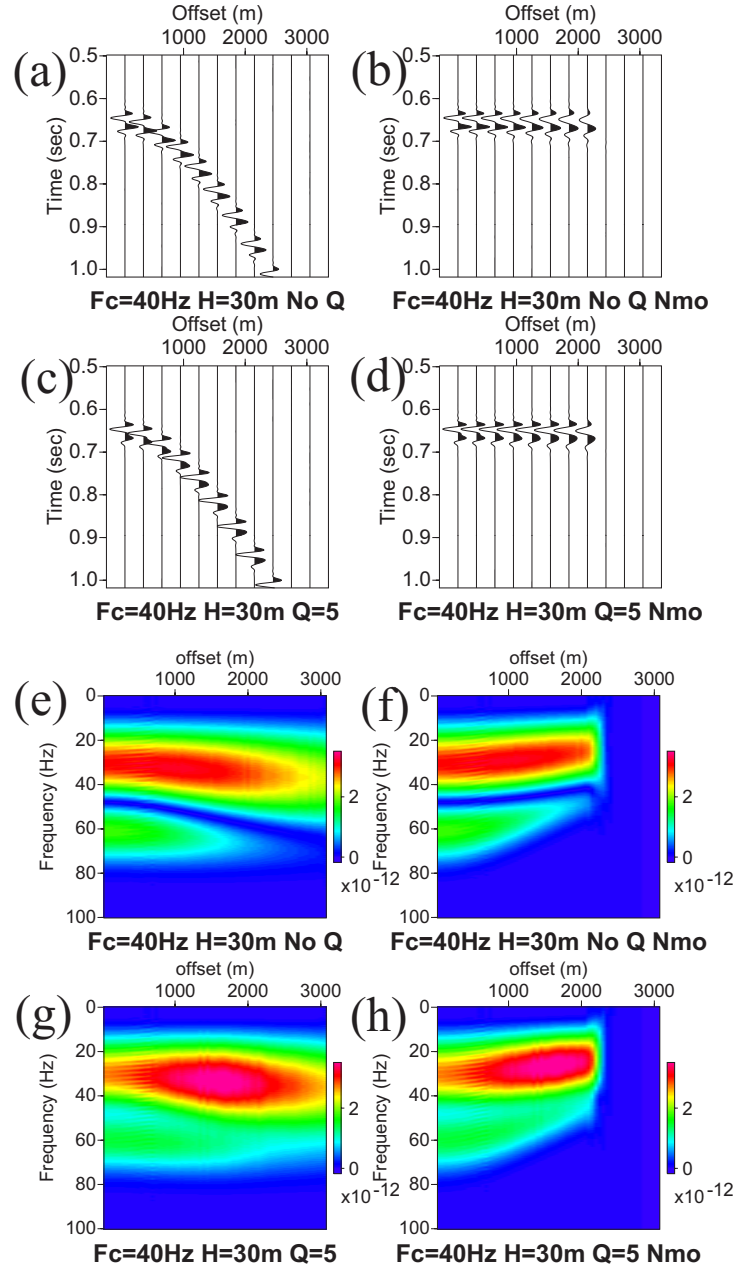 Offset (m)
1000 2000 3000
(a)
Time (sec)
0.5
0.6
0.7
0.8
0.9
1.0
Fc=40Hz H=30m No Q
Offset (m)
1000 2000 3000
(b)
Time (sec)
0.5
0.6
0.7
0.8
0.9
1.0
Fc=40Hz H=30m No Q Nmo
Offset (m)
1000 2000 3000
(c)
Time (sec)
0.5
0.6
0.7
0.8
0.9
1.0
Fc=40Hz H=30m Q=5
Offset (m)
1000 2000 3000
(d)
Time (sec)
0.5
0.6
0.7
0.8
0.9
1.0
Fc=40Hz H=30m Q=5 Nmo
offset (m)
1000 2000 3000
(e)
Frequency (Hz)
0
20
40
60
80
100
2
0
x10⁻¹²
Fc=40Hz H=30m No Q
offset (m)
1000 2000 3000
(f)
Frequency (Hz)
0
20
40
60
80
100
2
0
x10⁻¹²
Fc=40Hz H=30m No Q Nmo
offset (m)
1000 2000 3000
(g)
Frequency (Hz)
0
20
40
60
80
100
2
0
x10⁻¹²
Fc=40Hz H=30m Q=5
offset (m)
1000 2000 3000
(h)
Frequency (Hz)
0
20
40
60
80
100
2
0
x10⁻¹²
Fc=40Hz H=30m Q=5 Nmo